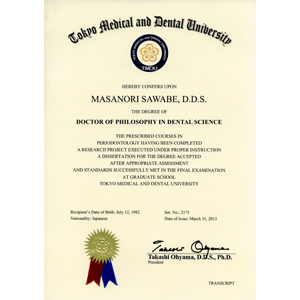 Tokyo Medical and Dental University
TMDU
HEREBY CONFERS UPON
MASANORI SAWABE, D.D.S.
THE DEGREE OF
DOCTOR OF PHILOSOPHY IN DENTAL SCIENCE
THE PRESCRIBED COURSES IN
PERIODONTOLOGY HAVING BEEN COMPLETED
A RESEARCH PROJECT EXECUTED UNDER PROPER INSTRUCTION
A DISSERTATION FOR THE DEGREE ACCEPTED
AFTER APPROPRIATE ASSESSMENT
AND STANDARDS SUCCESSFULLY MET IN THE FINAL EXAMINATION
AT GRADUATE SCHOOL
TOKYO MEDICAL AND DENTAL UNIVERSITY
Recipient's Date of Birth: July 12, 1982 Ser. No.: 2171
Nationality: Japanese Date of Issue: March 31, 2013
Takashi Ohyama
Takashi Ohyama, D.D.S., Ph.D.
President
TRANSCRIPT